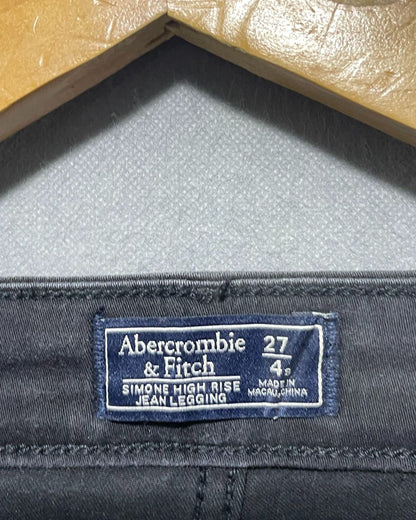 Abercrombie
& Fitch
SIMONE HIGH RISE
JEAN LEGGING
27
4S
MADE IN
MACAU, CHINA